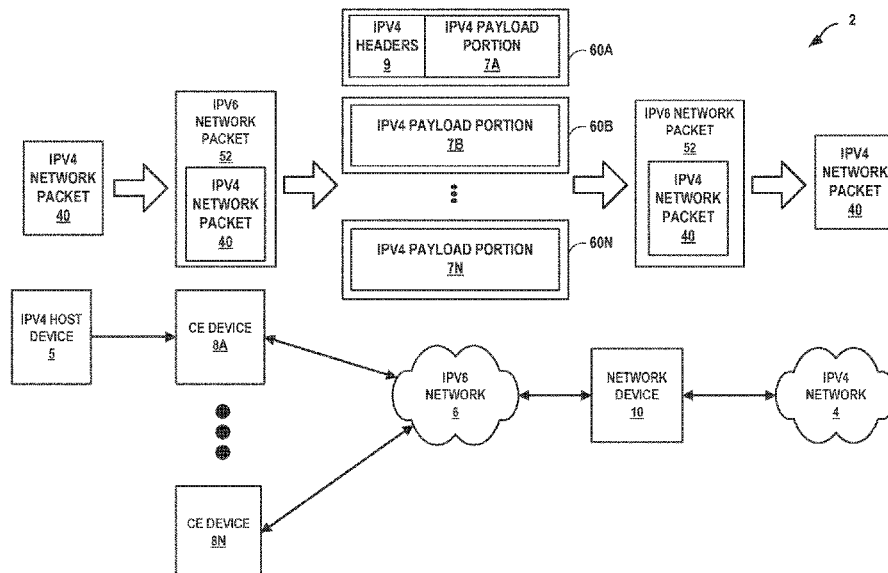 2
IPV4
HEADERS
9
IPV4 PAYLOAD
PORTION
7A
60A
IPV4 PAYLOAD PORTION
7B
60B
IPV4 PAYLOAD PORTION
7N
60N
IPV4
NETWORK
PACKET
40
IPV6
NETWORK
PACKET
52
IPV4
NETWORK
PACKET
40
IPV6 NETWORK
PACKET
52
IPV4
NETWORK
PACKET
40
IPV4
NETWORK
PACKET
40
IPV4 HOST
DEVICE
5
CE DEVICE
8A
IPV6
NETWORK
6
NETWORK
DEVICE
10
IPV4
NETWORK
4
CE DEVICE
8N